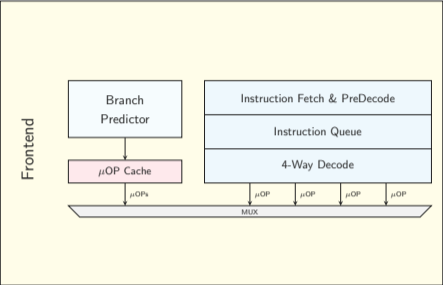 Frontend
Branch
Predictor
μOP Cache
μOPs
Instruction Fetch & PreDecode
Instruction Queue
4-Way Decode
μOP
μOP
μOP
μOP
MUX